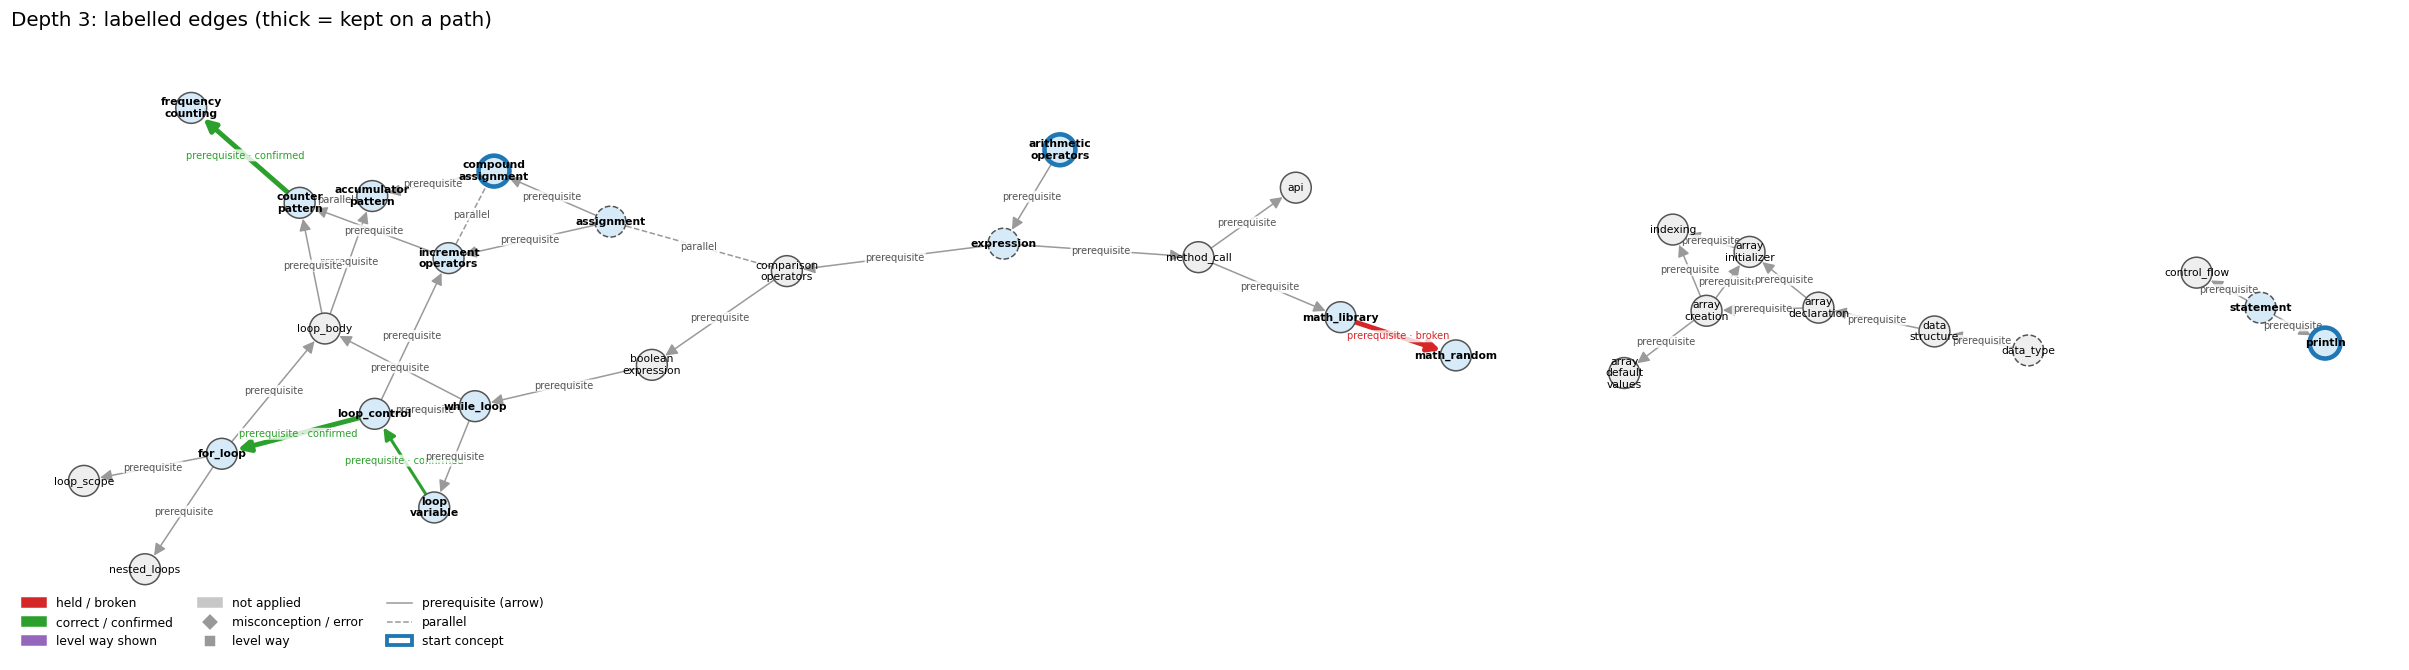 Depth 3: labelled edges (thick = kept on a path)
frequency
counting
prerequisite · confirmed
compound
assignment
accumulator
pattern
prerequisite
counter
pattern
parallel
prerequisite
parallel
assignment
prerequisite
prerequisite
increment
operators
parallel
prerequisite
prerequisite
comparison
operators
prerequisite
arithmetic
operators
prerequisite
expression
prerequisite
method_call
api
prerequisite
prerequisite
math_library
prerequisite · broken
math_random
loop_body
prerequisite
prerequisite
prerequisite
boolean
expression
prerequisite
prerequisite
prerequisite
loop_control
prerequisite
while_loop
prerequisite · confirmed
for_loop
prerequisite · confirmed
prerequisite
prerequisite
loop_scope
loop
variable
prerequisite
nested_loops
indexing
prerequisite
array
initializer
prerequisite
prerequisite
prerequisite
array
creation
prerequisite
array
declaration
prerequisite
prerequisite
data
structure
prerequisite
data_type
array
default
values
control_flow
prerequisite
statement
prerequisite
println
held / broken
correct / confirmed
level way shown
not applied
misconception / error
level way
prerequisite (arrow)
parallel
start concept